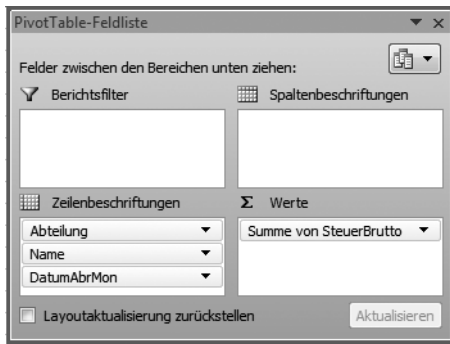 PivotTable-Feldliste
Felder zwischen den Bereichen unten ziehen:
Berichtsfilter
Spaltenbeschriftungen
Zeilenbeschriftungen
Σ Werte
Abteilung
Name
DatumAbrMon
Summe von SteuerBrutto
Layoutaktualisierung zurückstellen
Aktualisieren